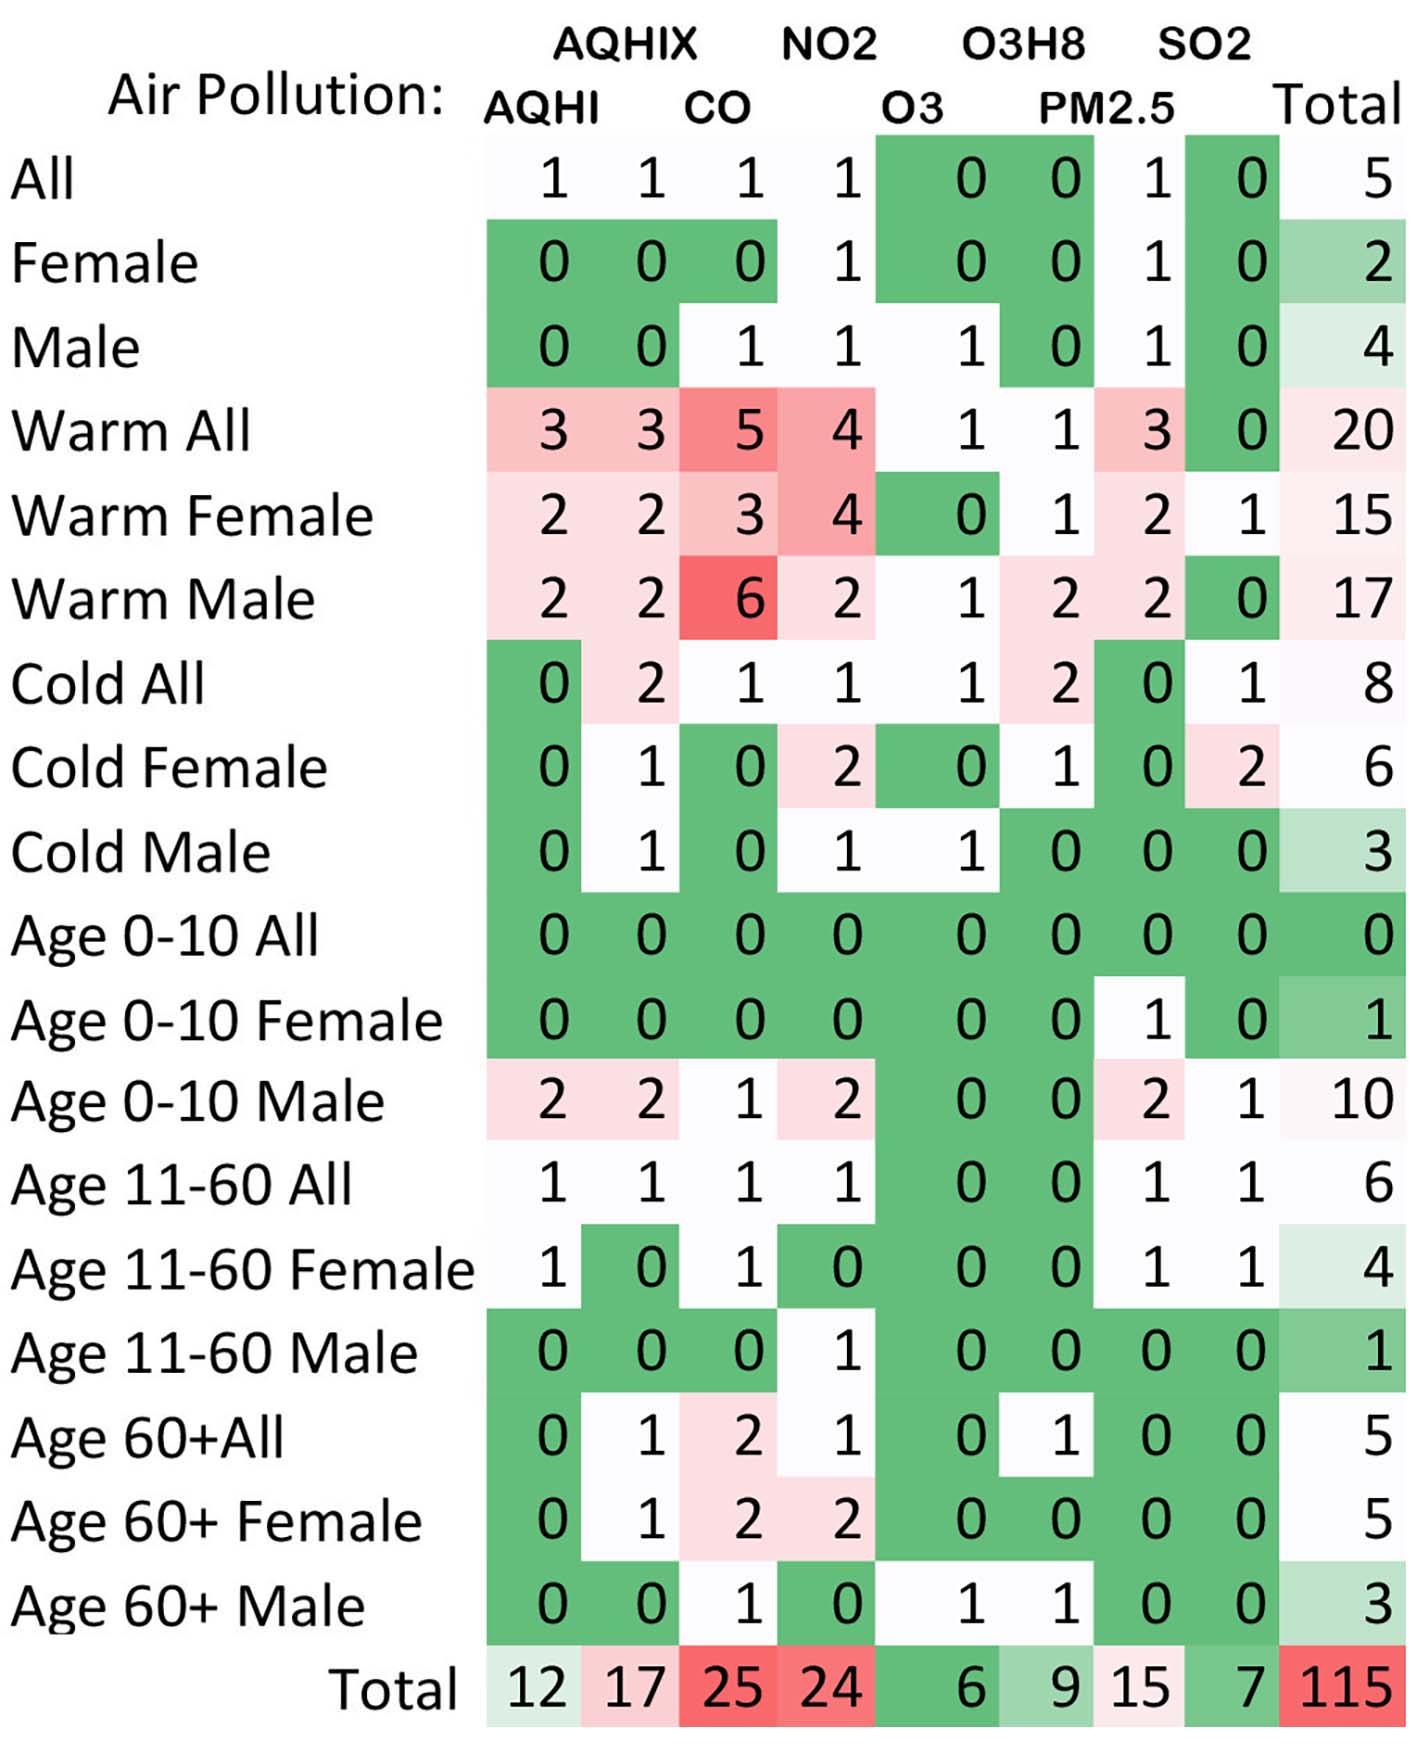 AQHIX NO2 O3H8 SO2
Air Pollution: AQHI CO O3 PM2.5 Total
All 1 1 1 1 0 0 1 0 5
Female 0 0 0 1 0 0 1 0 2
Male 0 0 1 1 1 0 1 0 4
Warm All 3 3 5 4 1 1 3 0 20
Warm Female 2 2 3 4 0 1 2 1 15
Warm Male 2 2 6 2 1 2 2 0 17
Cold All 0 2 1 1 1 2 0 1 8
Cold Female 0 1 0 2 0 1 0 2 6
Cold Male 0 1 0 1 1 0 0 0 3
Age 0-10 All 0 0 0 0 0 0 0 0 0
Age 0-10 Female 0 0 0 0 0 0 1 0 1
Age 0-10 Male 2 2 1 2 0 0 2 1 10
Age 11-60 All 1 1 1 1 0 0 1 1 6
Age 11-60 Female 1 0 1 0 0 0 1 1 4
Age 11-60 Male 0 0 0 1 0 0 0 0 1
Age 60+All 0 1 2 1 0 1 0 0 5
Age 60+ Female 0 1 2 2 0 0 0 0 5
Age 60+ Male 0 0 1 0 1 1 0 0 3
Total 12 17 25 24 6 9 15 7 115